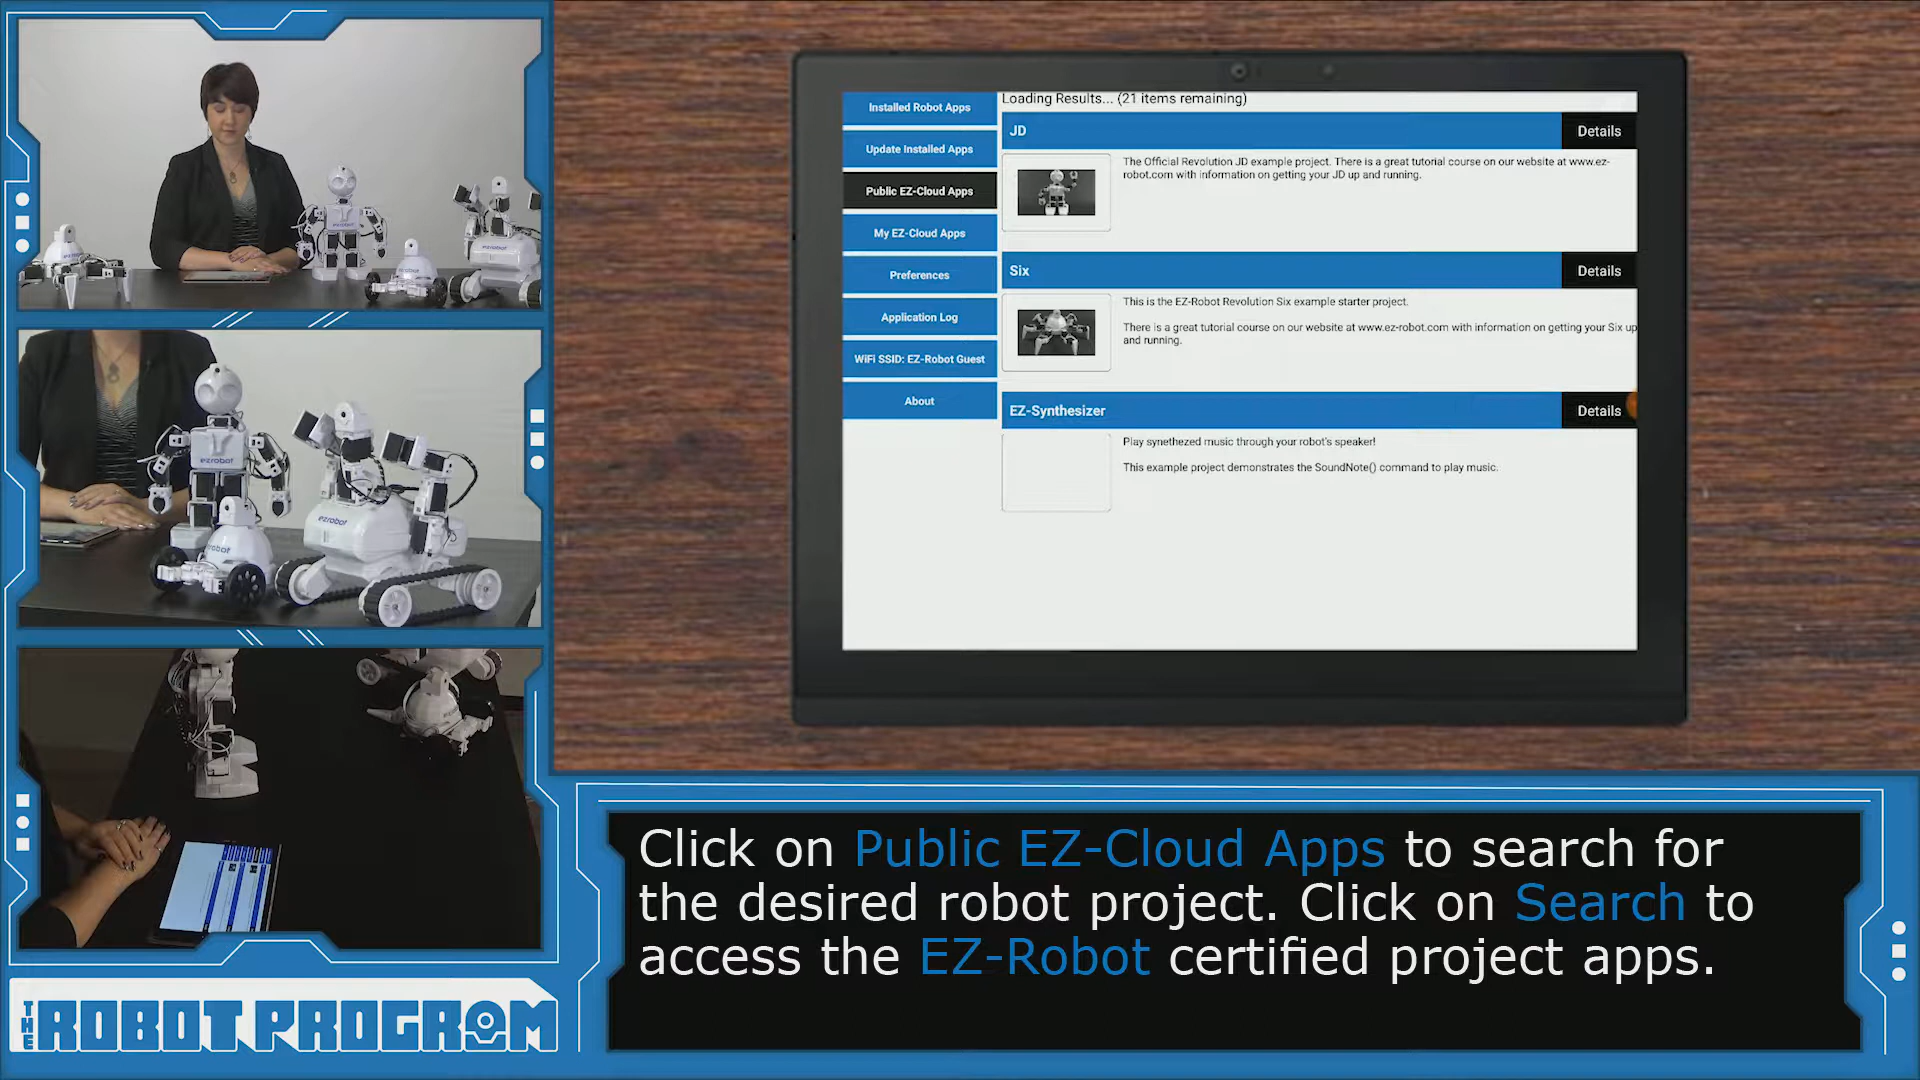 Installed Robot Apps
Update Installed Apps
Public EZ-Cloud Apps
My EZ-Cloud Apps
Preferences
Application Log
WiFi SSID: EZ-Robot Guest
About
Loading Results... (21 items remaining)
JD
Details
The Official Revolution JD example project. There is a great tutorial course on our website at www.ez-
robot.com with information on getting your JD up and running.
Six
Details
This is the EZ-Robot Revolution Six example starter project.
There is a great tutorial course on our website at www.ez-robot.com with information on getting your Six up
and running.
EZ-Synthesizer
Details
Play synethezed music through your robot's speaker!
This example project demonstrates the SoundNote() command to play music.
ezrobot
ezrobot
ezrobot
Click on Public EZ-Cloud Apps to search for
the desired robot project. Click on Search to
access the EZ-Robot certified project apps.
THE ROBOT PROGRAM